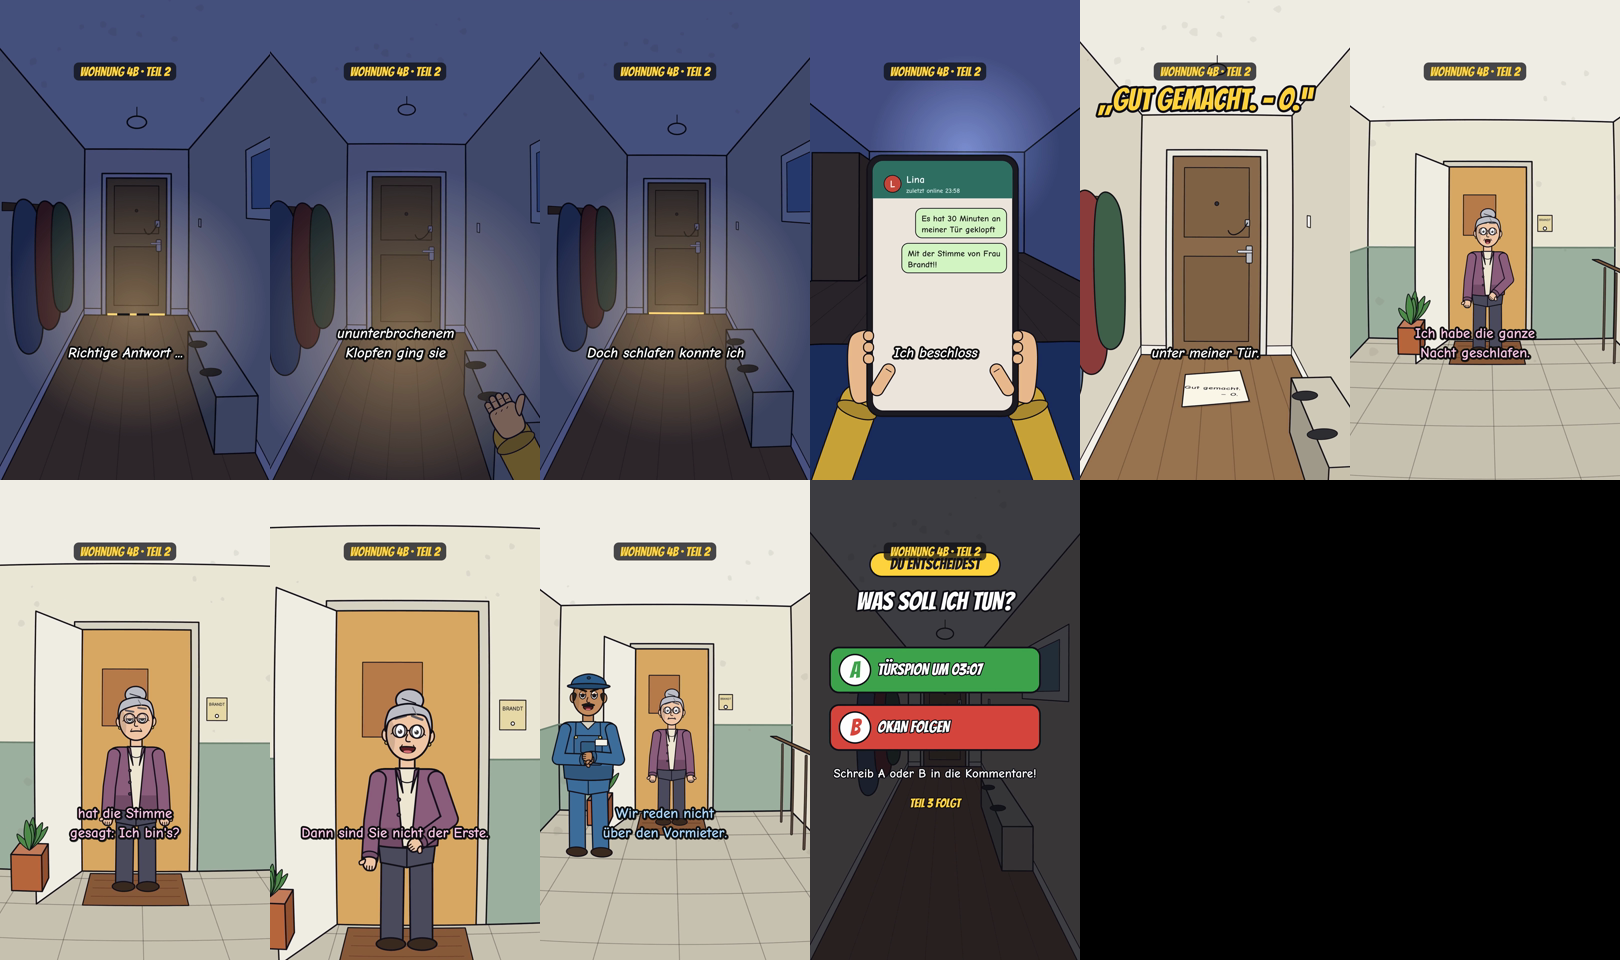 WOHNUNG 4B • TEIL 2
Richtige Antwort ...
WOHNUNG 4B • TEIL 2
ununterbrochenem
Klopfen ging sie
WOHNUNG 4B • TEIL 2
Doch schlafen konnte ich
WOHNUNG 4B • TEIL 2
L
Lina
zuletzt online 23:58
Es hat 30 Minuten an
meiner Tür geklopft
Mit der Stimme von Frau
Brandt!!
Ich beschloss
WOHNUNG 4B • TEIL 2
„GUT GEMACHT. - O."
unter meiner Tür.
Gut gemacht.
- O.
WOHNUNG 4B • TEIL 2
Ich habe die ganze
Nacht geschlafen.
WOHNUNG 4B • TEIL 2
BRANDT
hat die Stimme
gesagt: Ich bin's?
WOHNUNG 4B • TEIL 2
BRANDT
Dann sind Sie nicht der Erste.
WOHNUNG 4B • TEIL 2
Wir reden nicht
über den Vormieter.
WOHNUNG 4B • TEIL 2
DU ENTSCHEIDEST
WAS SOLL ICH TUN?
A TÜRSPION UM 03:07
B OKAN FOLGEN
Schreib A oder B in die Kommentare!
TEIL 3 FOLGT